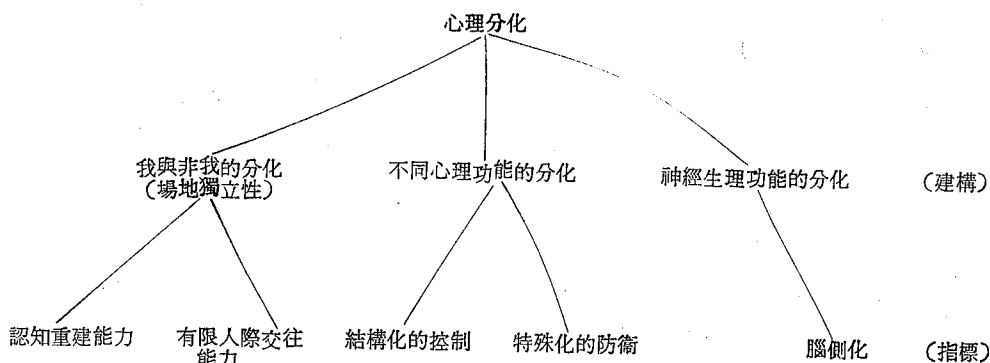 心理分化
我與非我的分化
(場地獨立性)
不同心理功能的分化
神經生理功能的分化
(建構)
認知重建能力
有限人際交往
能力
結構化的控制
特殊化的防衛
腦側化
(指標)